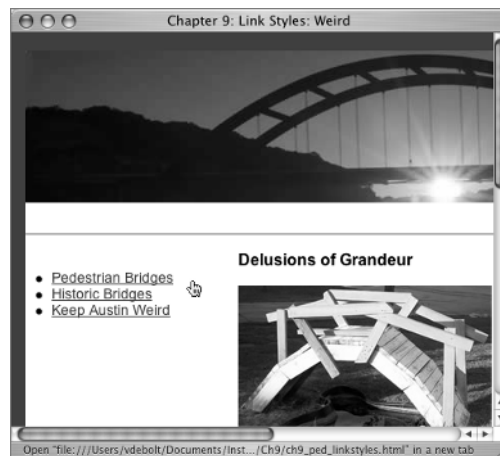 Chapter 9: Link Styles: Weird
Delusions of Grandeur
Pedestrian Bridges
Historic Bridges
Keep Austin Weird
Open "file:///Users/vdebolt/Documents/Inst.../Ch9/ch9_ped_linkstyles.html" in a new tab